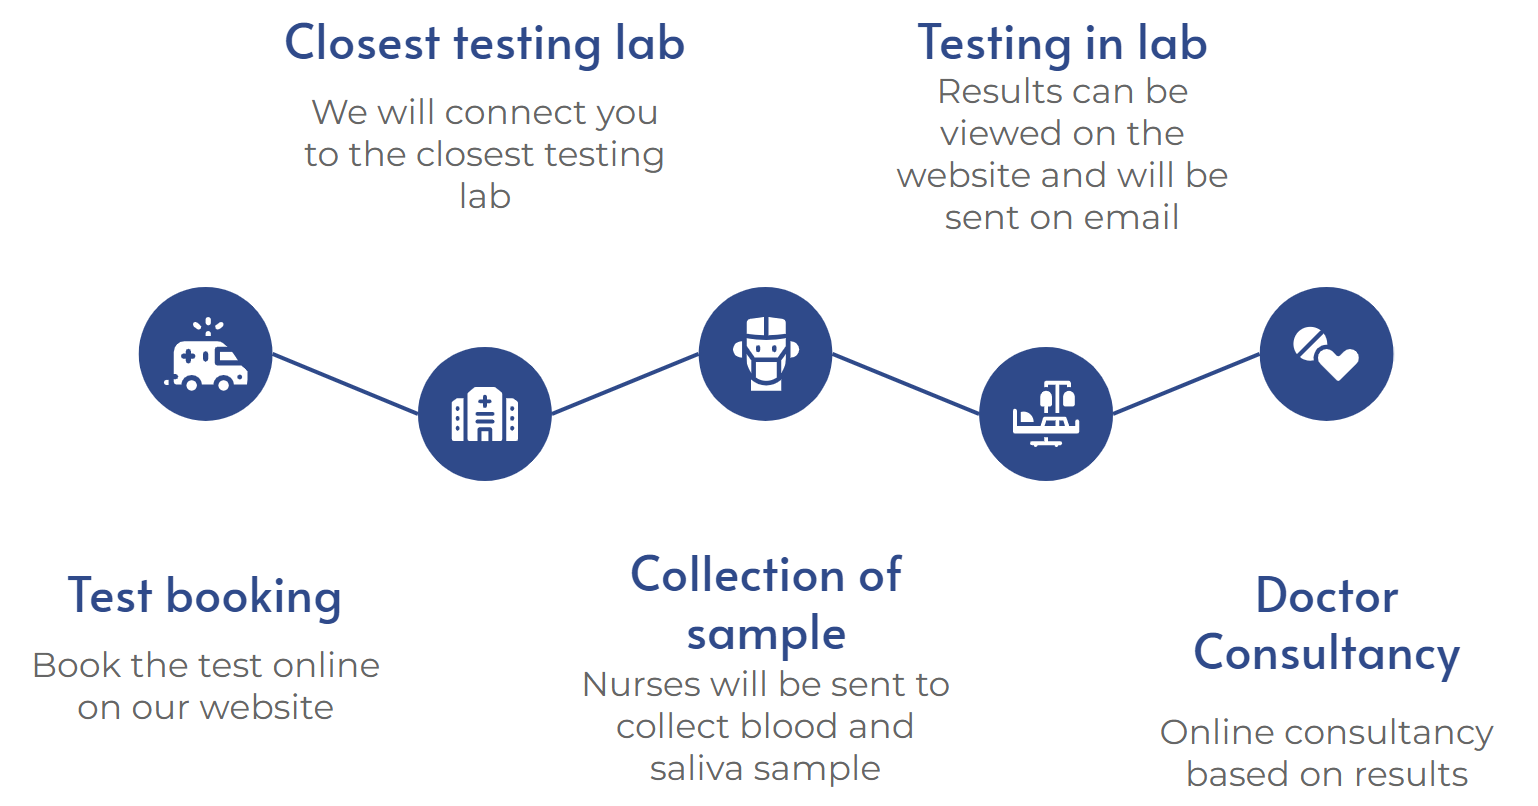 Closest testing lab
We will connect you
to the closest testing
lab
Testing in lab
Results can be
viewed on the
website and will be
sent on email
Test booking
Book the test online
on our website
Collection of
sample
Nurses will be sent to
collect blood and
saliva sample
Doctor
Consultancy
Online consultancy
based on results